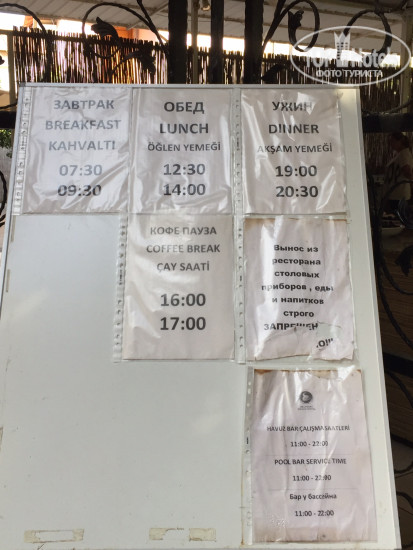 ЗАВТРАК
BREAKFAST
KAHVALTI
07:30
09:30
ОБЕД
LUNCH
ÖĞLEN YEMEĞİ
12:30
14:00
УЖИН
DINNER
AKŞAM YEMEĞİ
19:00
20:30
КОФЕ ПАУЗА
COFFEE BREAK
ÇAY SAATİ
16:00
17:00
Вынос из
ресторана
столовых
приборов , еды
и напитков
строго
HAVUZ BAR ÇALIŞMA SAATLERİ
11:00 - 22:00
POOL BAR SERVICE TIME
11:00 - 22:00
Бар у бассейна
11:00 - 22:00
ФОТО ТУРИСТА